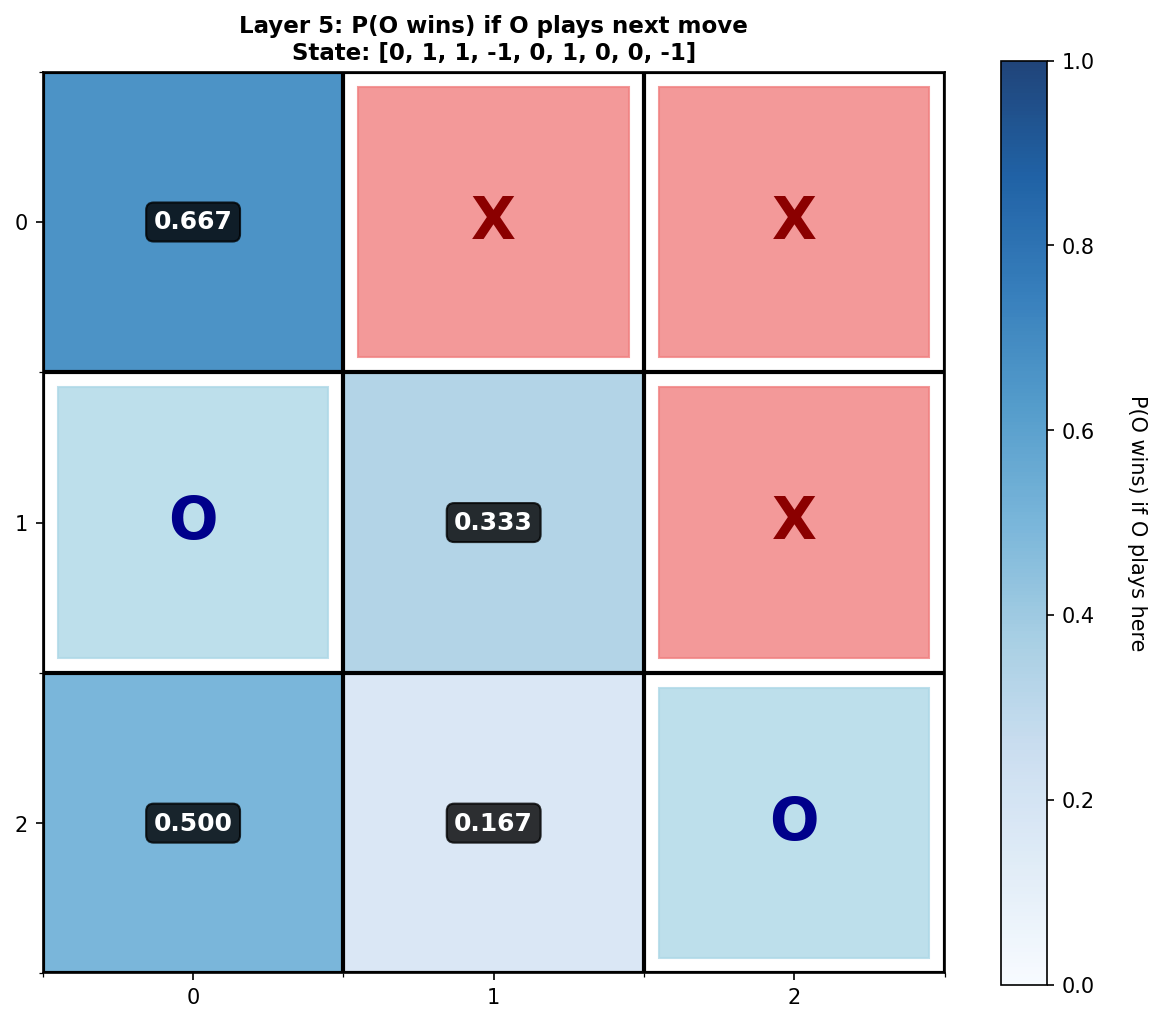 Layer 5: P(O wins) if O plays next move
State: [0, 1, 1, -1, 0, 1, 0, 0, -1]
0
0.667
X
X
1
O
0.333
X
2
0.500
0.167
O
0
1
2
1.0
0.8
0.6
0.4
0.2
0.0
P(O wins) if O plays here